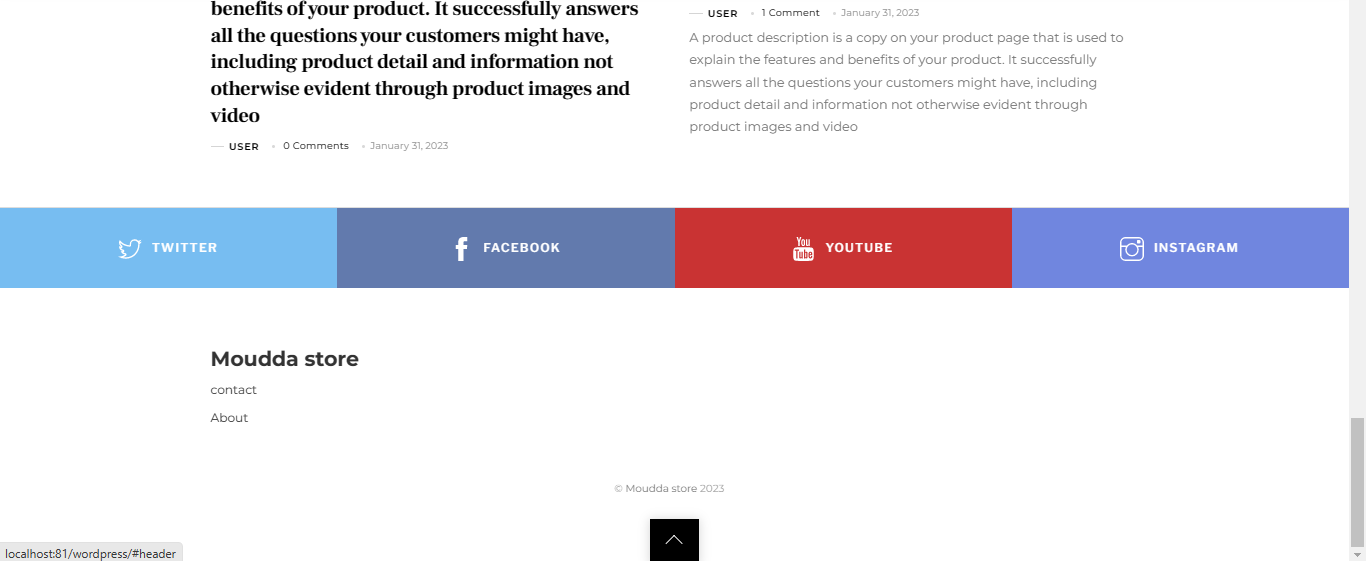 benefits of your product. It successfully answers
all the questions your customers might have,
including product detail and information not
otherwise evident through product images and
video
USER 0 Comments January 31, 2023
USER 1 Comment January 31, 2023
A product description is a copy on your product page that is used to
explain the features and benefits of your product. It successfully
answers all the questions your customers might have, including
product detail and information not otherwise evident through
product images and video
TWITTER
FACEBOOK
You Tube YOUTUBE
INSTAGRAM
Moudda store
contact
About
© Moudda store 2023
localhost:81/wordpress/#header